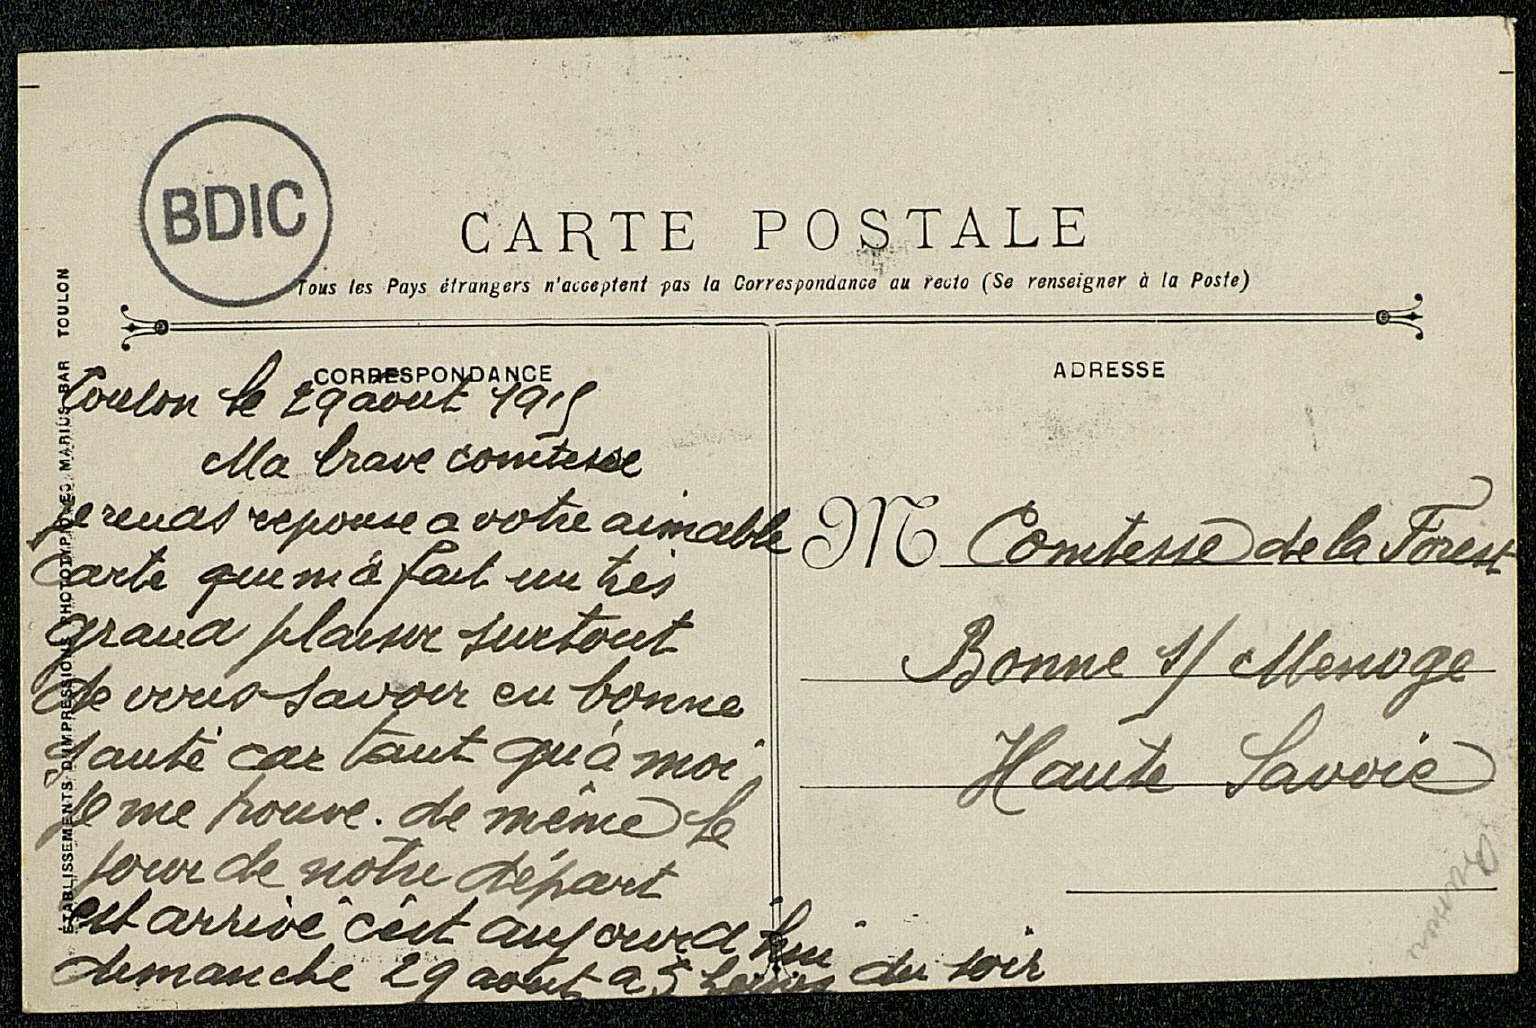 BDIC
CARTE POSTALE
Tous les Pays étrangers n'acceptent pas la Correspondance au recto (Se renseigner à la Poste)
ÉTABLISSEMENTS D'IMPRESSIONS PHOTOTYPIQUES MARIUS BAR TOULON
CORRESPONDANCE
Toulon le 29 aout 1915
Ma brave comtesse
je rends reponse a votre aimable
Carte qui m'à fait un très
grand plaisir surtout
de vous savoir en bonne
santé car tant qu'à moi
je me trouve. de même le
jour de notre départ
est arrivé c'est aujourd'hui
dimanche 29 aout a 5 heures du soir
ADRESSE
M Comtesse de la Forest
Bonne s/ Menoge
Haute Savoie